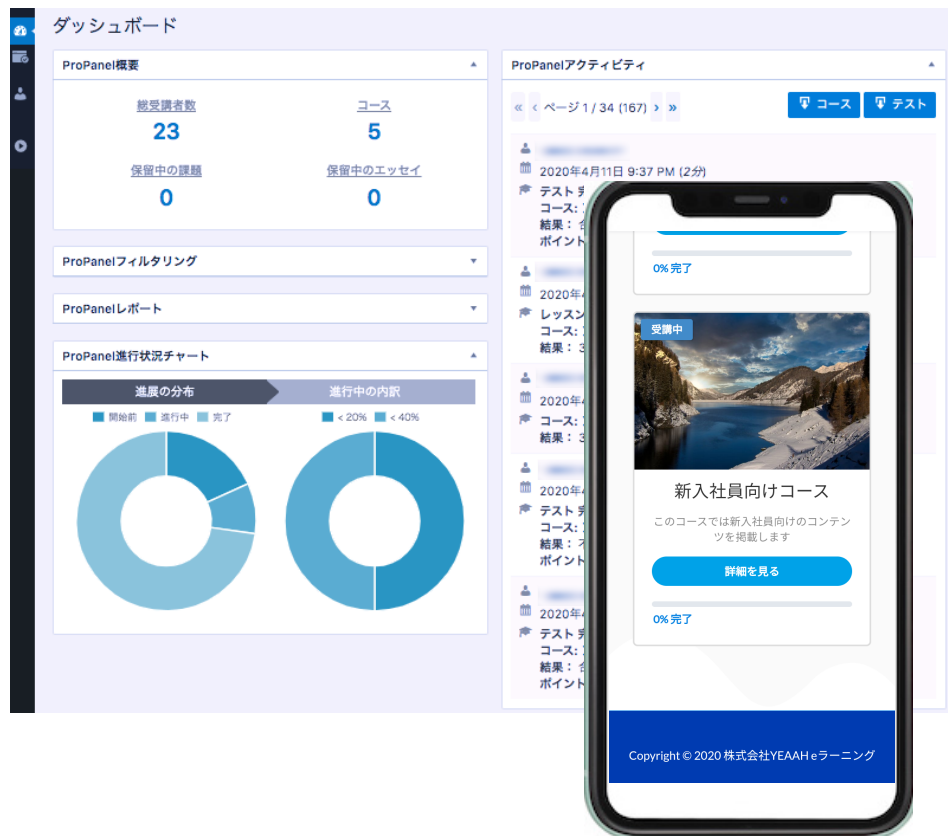 ダッシュボード
ProPanel概要
総受講者数
コース
23
5
保留中の課題
保留中のエッセイ
0
0
ProPanelフィルタリング
ProPanelレポート
ProPanel進行状況チャート
進展の分布
進行中の内訳
開始前 進行中 完了
< 20% < 40%
ProPanelアクティビティ
« ‹ ページ 1 / 34 (167) › »
コース
テスト
2020年4月11日 9:37 PM (2分)
テスト
コース:
結果：
ポイント
2020年4
レッスン
コース:
結果： 3
2020年4
コース:
結果： 3
2020年4
テスト
コース:
結果：
ポイント
2020年4
テスト
コース:
結果：
ポイント
0% 完了
受講中
新入社員向けコース
このコースでは新入社員向けのコンテン
ツを掲載します
詳細を見る
0% 完了
Copyright © 2020 株式会社YEAAH eラーニング